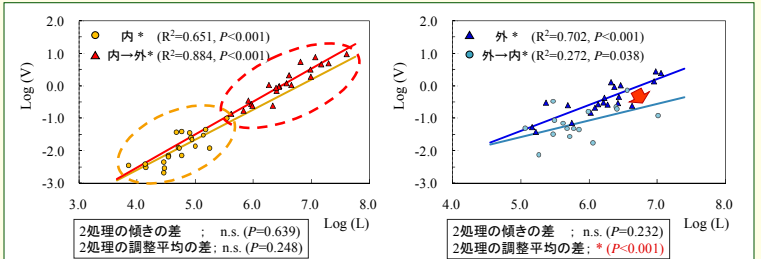 内 * (R²=0.651, P<0.001)
内→外* (R²=0.884, P<0.001)
Log (V)
2.0
1.0
0.0
-1.0
-2.0
-3.0
3.0 4.0 5.0 6.0 7.0 8.0
Log (L)
2処理の傾きの差 ; n.s. (P=0.639)
2処理の調整平均の差; n.s. (P=0.248)
外 * (R²=0.702, P<0.001)
外→内* (R²=0.272, P=0.038)
Log (V)
2.0
1.0
0.0
-1.0
-2.0
-3.0
4.0 5.0 6.0 7.0 8.0
Log (L)
2処理の傾きの差 ; n.s. (P=0.232)
2処理の調整平均の差; * (P<0.001)